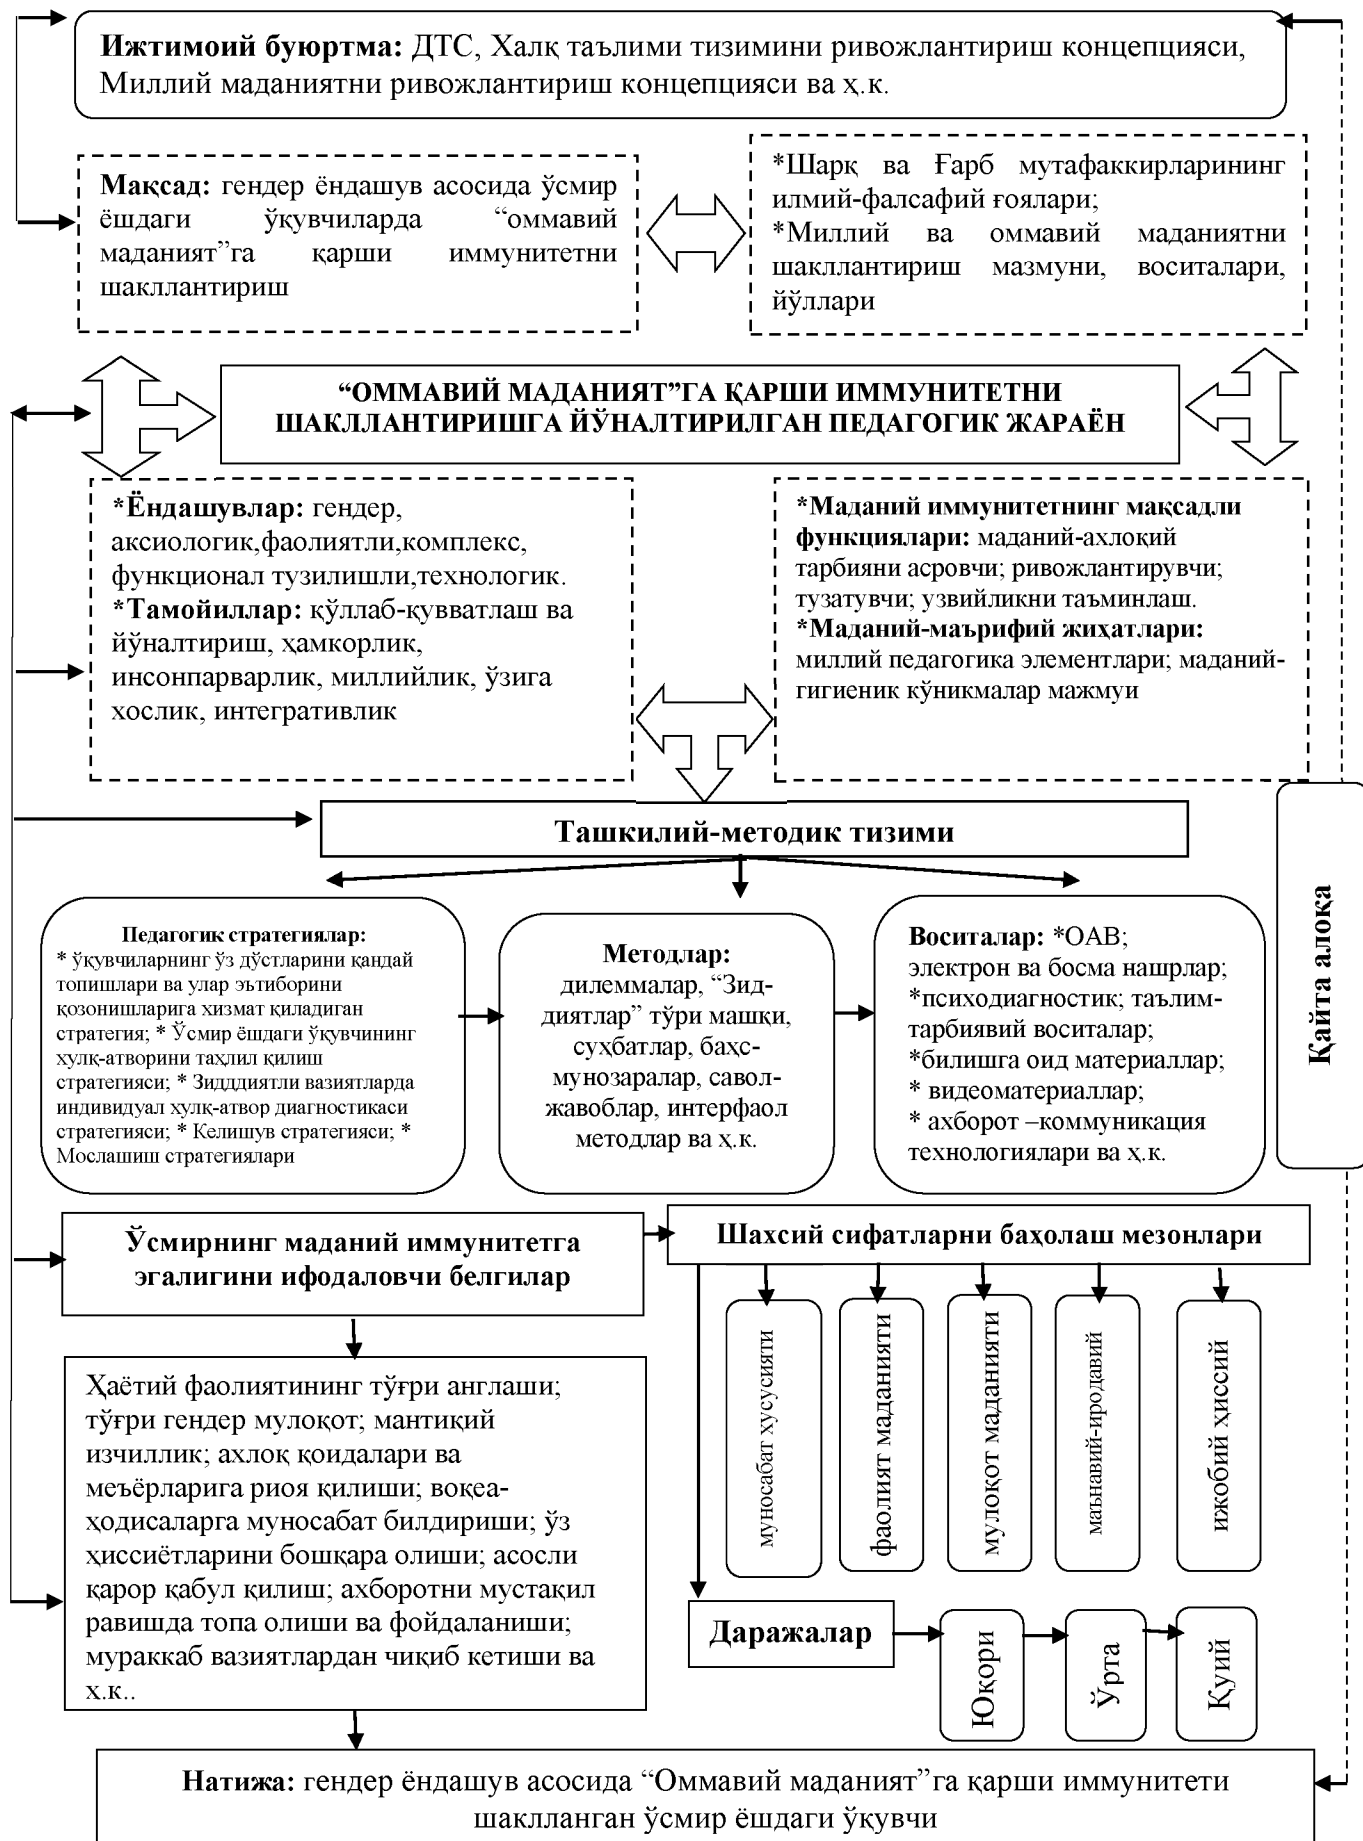 Ижтимоий буюртма: ДТС, Халқ таълими тизимини ривожлантириш концепцияси,
Миллий маданиятни ривожлантириш концепцияси ва ҳ.к.
Мақсад: гендер ёндашув асосида ўсмир
ёшдаги ўқувчиларда “оммавий
маданият”га қарши иммунитетни
шакллантириш
*Шарқ ва Ғарб мутафаккирларининг
илмий-фалсафий ғоялари;
*Миллий ва оммавий маданиятни
шакллантириш мазмуни, воситалари,
йўллари
“ОММАВИЙ МАДАНИЯТ”ГА ҚАРШИ ИММУНИТЕТНИ
ШАКЛЛАНТИРИШГА ЙЎНАЛТИРИЛГАН ПЕДАГОГИК ЖАРАЁН
*Ёндашувлар: гендер,
аксиологик,фаолиятли,комплекс,
функционал тузилишли,технологик.
*Тамойиллар: қўллаб-қувватлаш ва
йўналтириш, ҳамкорлик,
инсонпарварлик, миллийлик, ўзига
хослик, интегративлик
*Маданий иммунитетнинг мақсадли
функциялари: маданий-ахлоқий
тарбияни асровчи; ривожлантирувчи;
тузатувчи; узвийликни таъминлаш.
*Маданий-маърифий жиҳатлари:
миллий педагогика элементлари; маданий-
гигиеник кўникмалар мажмуи
Ташкилий-методик тизими
Қайта алоқа
Педагогик стратегиялар:
* ўқувчиларнинг ўз дўстларини қандай
топишлари ва улар эътиборини
қозонишларига хизмат қиладиган
стратегия; * Ўсмир ёшдаги ўқувчининг
хулқ-атворини таҳлил қилиш
стратегияси; * Зидддиятли вазиятларда
индивидуал хулқ-атвор диагностикаси
стратегияси; * Келишув стратегияси; *
Мослашиш стратегиялари
Методлар:
дилеммалар, “Зид-
диятлар” тўри машқи,
суҳбатлар, баҳс-
мунозаралар, савол-
жавоблар, интерфаол
методлар ва ҳ.к.
Воситалар: *ОАВ;
электрон ва босма нашрлар;
*психодиагностик; таълим-
тарбиявий воситалар;
*билишга оид материаллар;
* видеоматериаллар;
* ахборот –коммуникация
технологиялари ва ҳ.к.
Ўсмирнинг маданий иммунитетга
эгалигини ифодаловчи белгилар
Шахсий сифатларни баҳолаш мезонлари
муносабат хусусияти
фаолият маданияти
мулоқот маданияти
маънавий-иродавий
ижобий ҳиссий
Ҳаётий фаолиятининг тўғри англаши;
тўғри гендер мулоқот; мантиқий
изчиллик; ахлоқ қоидалари ва
меъёрларига риоя қилиши; воқеа-
ҳодисаларга муносабат билдириши; ўз
ҳиссиётларини бошқара олиши; асосли
қарор қабул қилиш; ахборотни мустақил
равишда топа олиши ва фойдаланиши;
мураккаб вазиятлардан чиқиб кетиши ва
ҳ.к..
Даражалар
Юқори
Ўрта
Қуий
Натижа: гендер ёндашув асосида “Оммавий маданият”га қарши иммунитети
шаклланган ўсмир ёшдаги ўқувчи